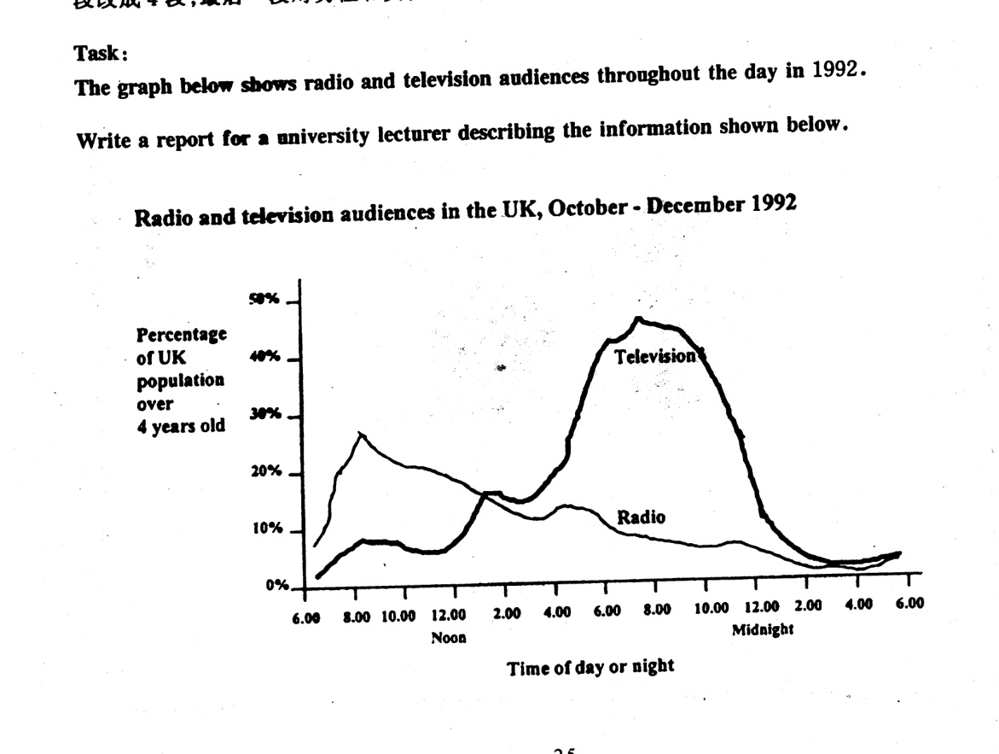 Task:
The graph below shows radio and television audiences throughout the day in 1992.
Write a report for a university lecturer describing the information shown below.
Radio and television audiences in the UK, October - December 1992
50%
Percentage
of UK
population
over
4 years old
40%
30%
20%
10%
0%
Television
Radio
6.00 8.00 10.00 12.00 2.00 4.00 6.00 8.00 10.00 12.00 2.00 4.00 6.00
Noon Midnight
Time of day or night